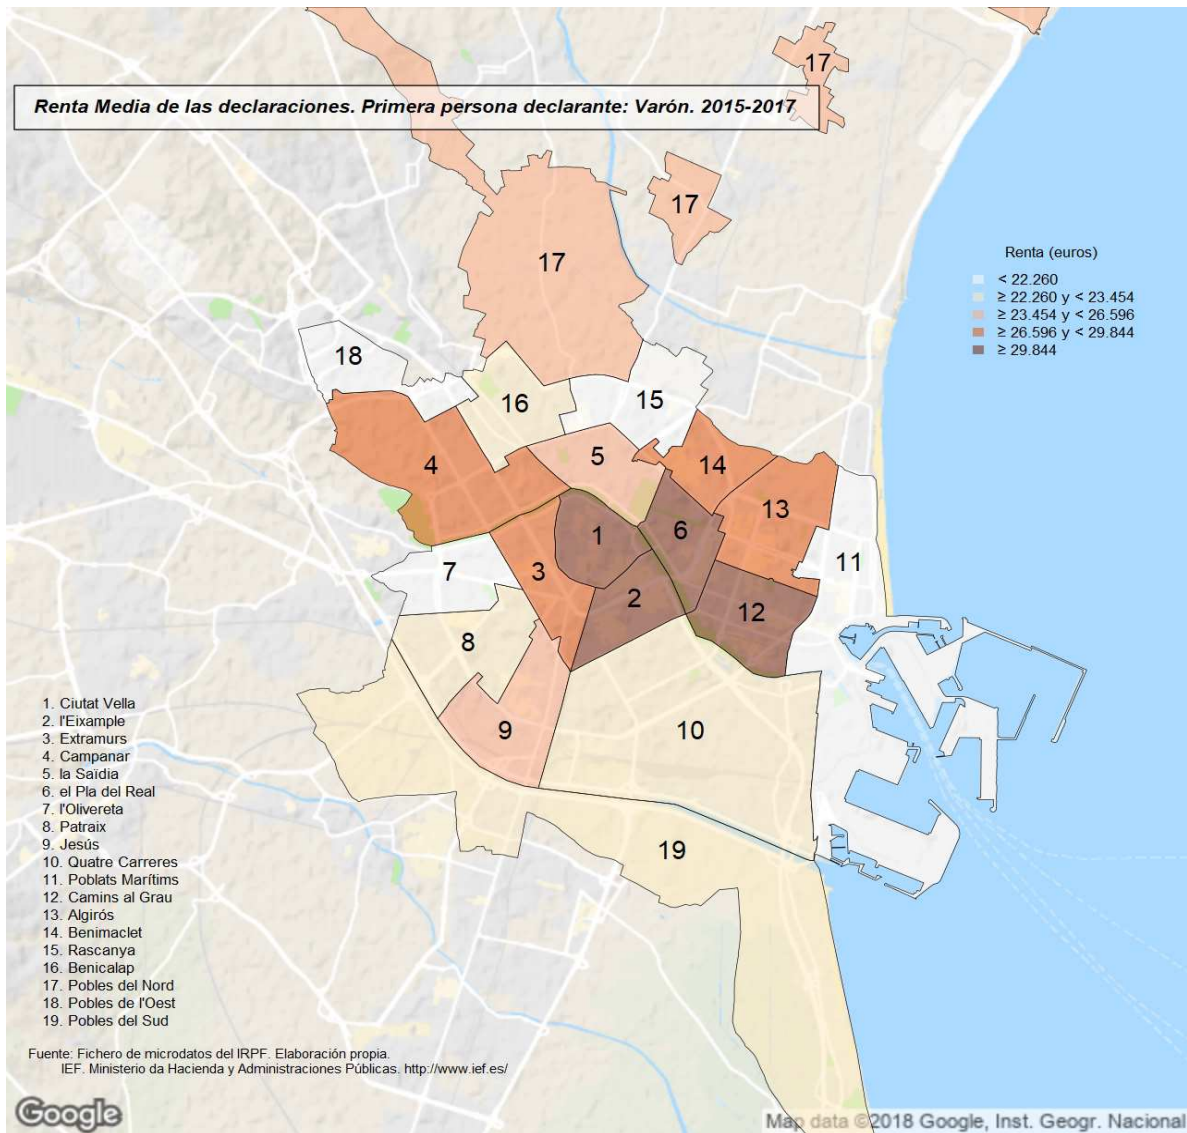 17
Renta Media de las declaraciones. Primera persona declarante: Varón. 2015-2017
17
17
Renta (euros)
< 22.260
≥ 22.260 y < 23.454
≥ 23.454 y < 26.596
≥ 26.596 y < 29.844
≥ 29.844
18
16
15
5
4
14
13
1
6
11
7
3
2
12
8
9
10
19
1. Ciutat Vella
2. l'Eixample
3. Extramurs
4. Campanar
5. la Saïdia
6. el Pla del Real
7. l'Olivereta
8. Patraix
9. Jesús
10. Quatre Carreres
11. Poblats Marítims
12. Camins al Grau
13. Algirós
14. Benimaclet
15. Rascanya
16. Benicalap
17. Pobles del Nord
18. Pobles de l'Oest
19. Pobles del Sud
Fuente: Fichero de microdatos del IRPF. Elaboración propia.
IEF. Ministerio da Hacienda y Administraciones Públicas. http://www.ief.es/
Google
Map data ©2018 Google, Inst. Geogr. Nacional